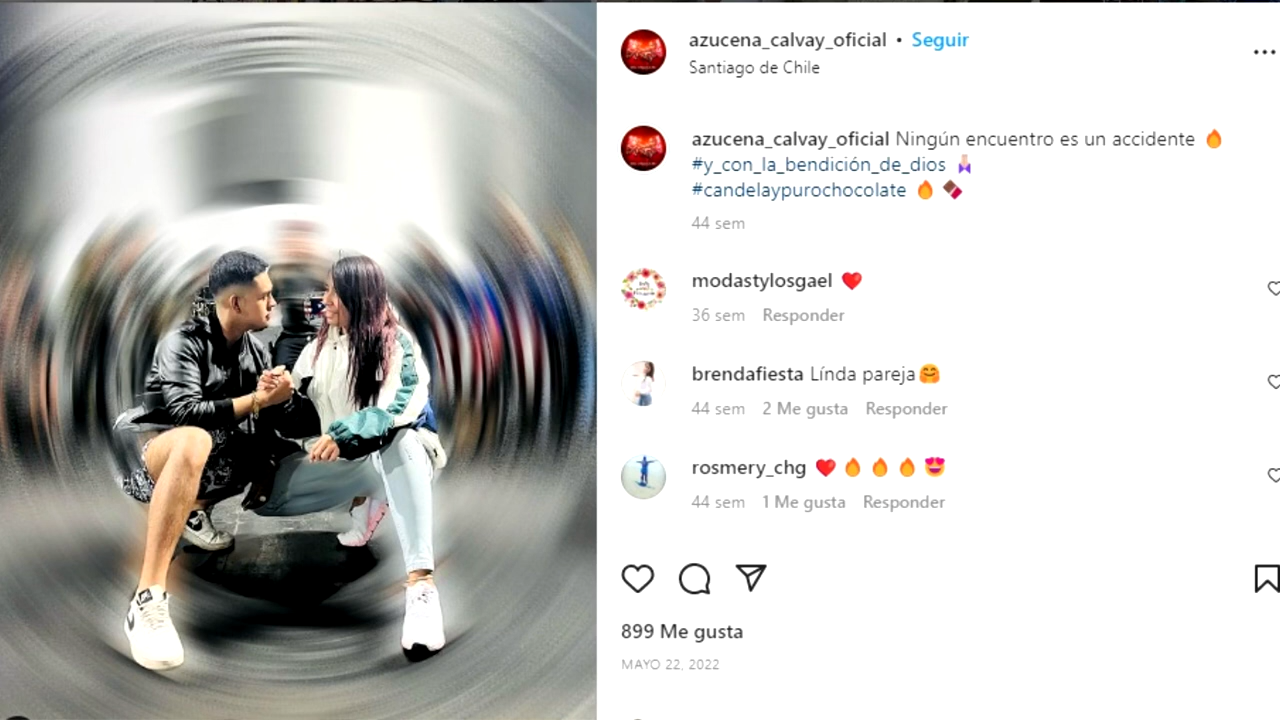 azucena_calvay_oficial • Seguir
Santiago de Chile
azucena_calvay_oficial Ningún encuentro es un accidente 🔥
#y_con_la_bendición_de_dios 🧘🏻‍♀️
#candelaypurochocolate 🔥🍫
44 sem
modastylosgael ❤️
36 sem Responder
brendafiesta Línda pareja🤗
44 sem 2 Me gusta Responder
rosmery_chg ❤️🔥🔥🔥😍
44 sem 1 Me gusta Responder
899 Me gusta
MAYO 22, 2022